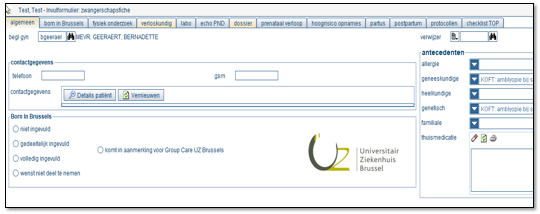 Test, Test - Invulformulier: zwangerschapsfiche
algemeen born in Brussels fysiek onderzoek verloskundig labo echo PND dossier prenataal verloop hoogrisico opnames partus postpartum protocollen checklist TOP
begl gyn bgeeraer MEVR. GEERAERT, BERNADETTE
verwijzer
antecedenten
contactgegevens
telefoon gsm
contactgegevens Details patiënt Vernieuwen
allergie
geneeskundige KOFT: amblyopie bij s
heelkundige
genetisch KOFT: amblyopie bij s
familiale
thuismedicatie
Born in Brussels
niet ingevuld
gedeeltelijk ingevuld
volledig ingevuld
wenst niet deel te nemen
komt in aanmerking voor Group Care UZ Brussels
Universitair
Ziekenhuis
Brussel